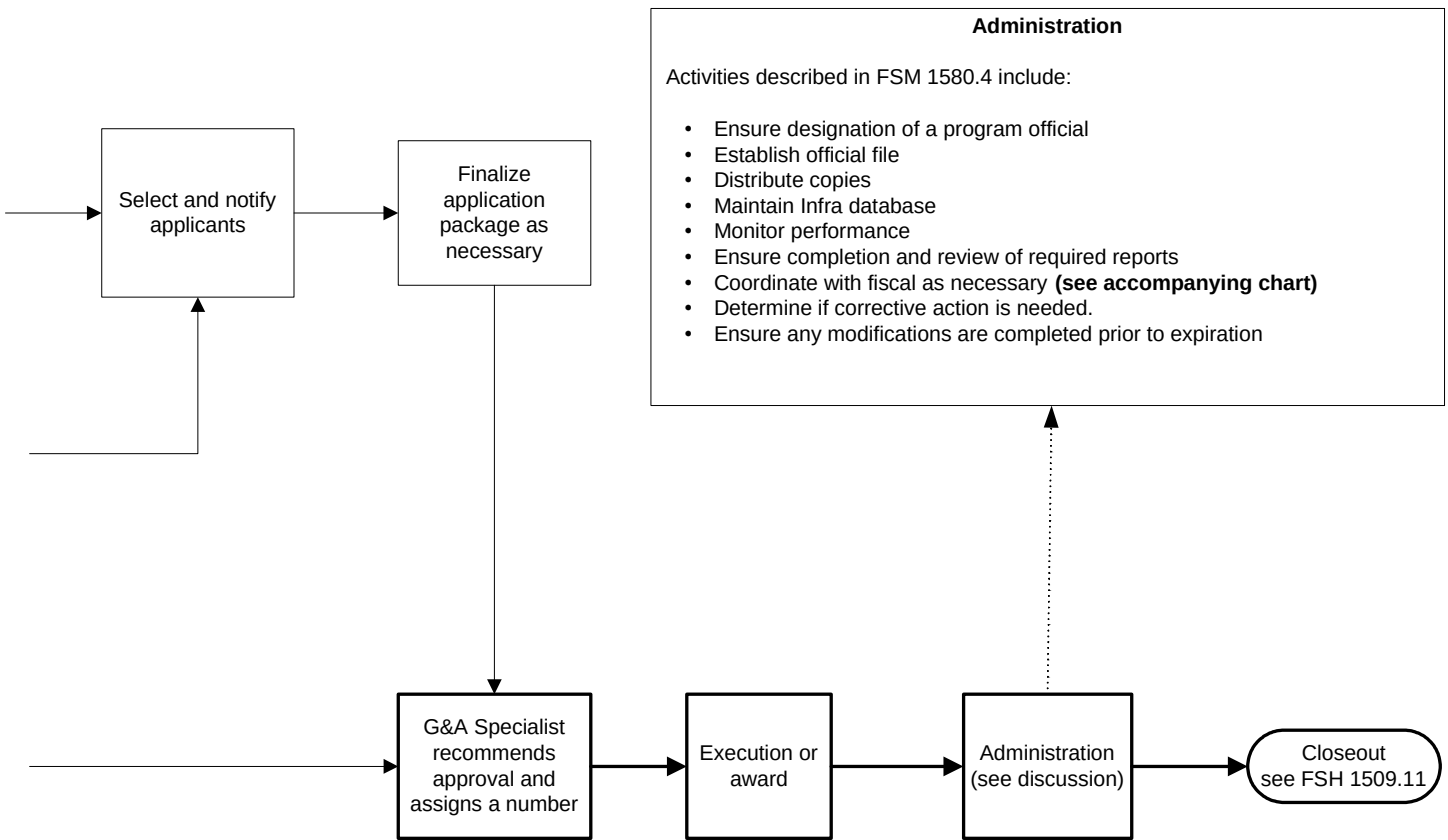 Administration
Activities described in FSM 1580.4 include:
• Ensure designation of a program official
• Establish official file
• Distribute copies
• Maintain Infra database
• Monitor performance
• Ensure completion and review of required reports
• Coordinate with fiscal as necessary (see accompanying chart)
• Determine if corrective action is needed.
• Ensure any modifications are completed prior to expiration
Select and notify
applicants
Finalize
application
package as
necessary
G&A Specialist
recommends
approval and
assigns a number
Execution or
award
Administration
(see discussion)
Closeout
see FSH 1509.11